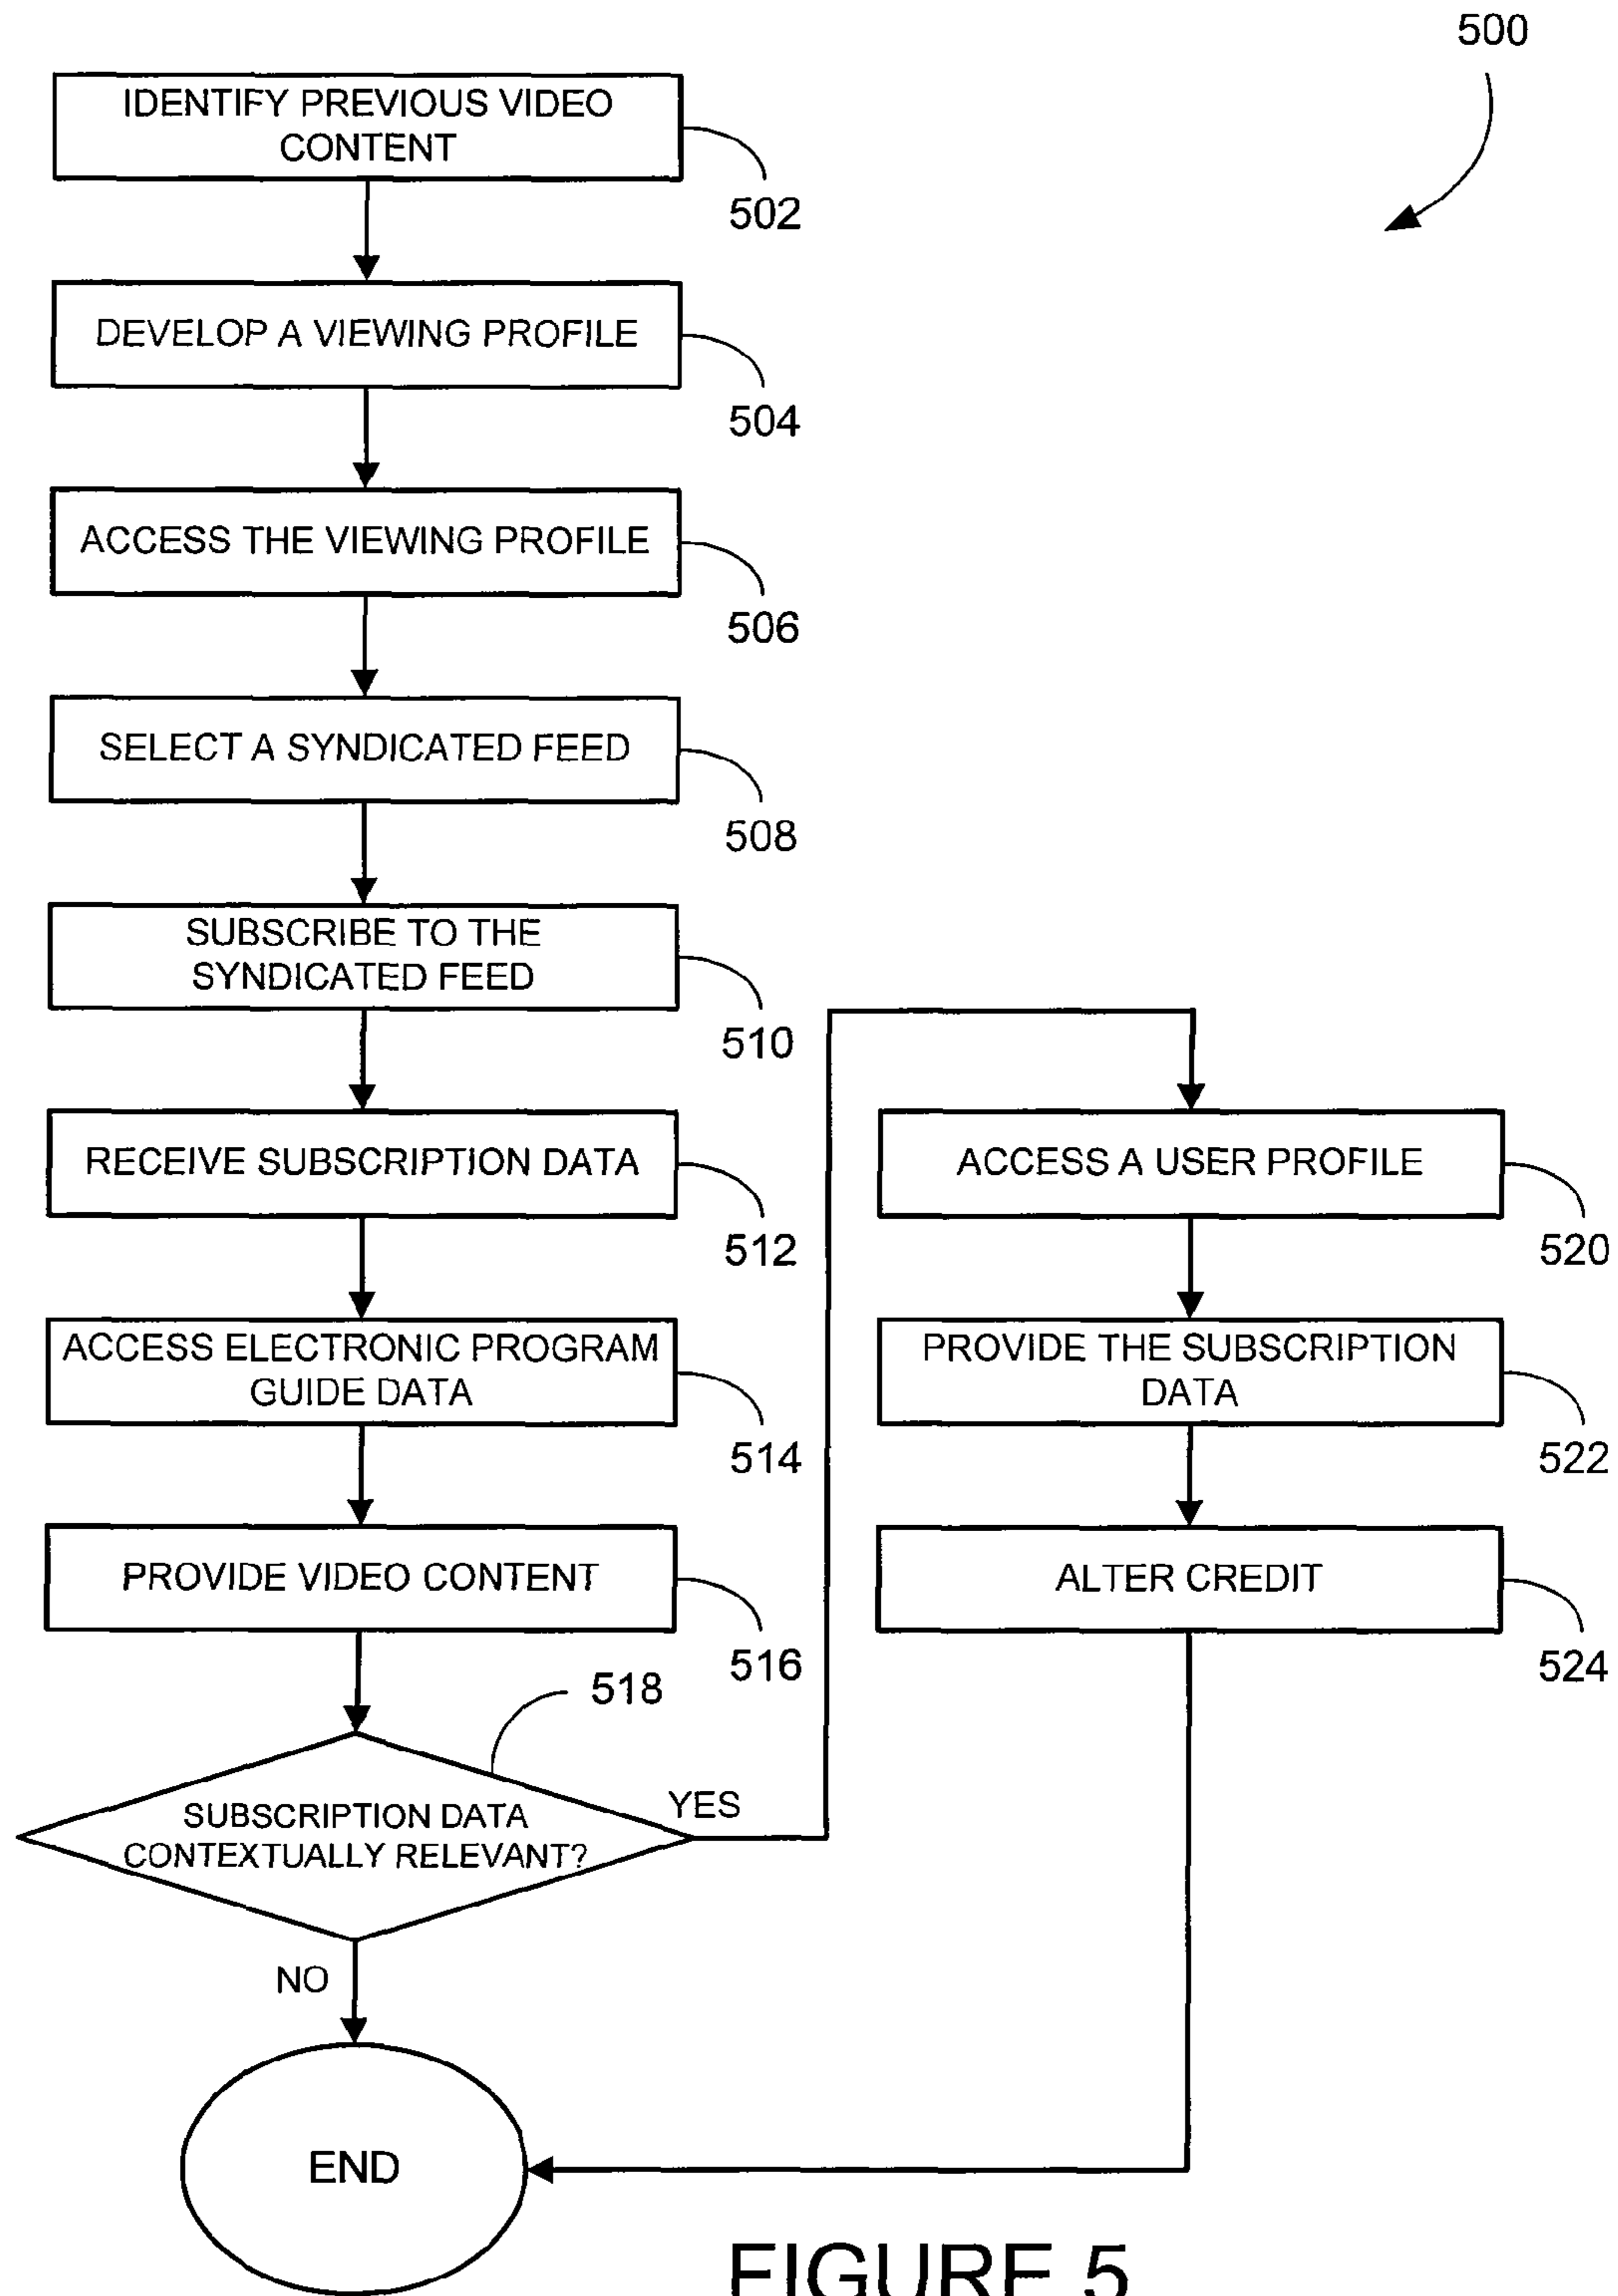 500
IDENTIFY PREVIOUS VIDEO
CONTENT
502
DEVELOP A VIEWING PROFILE
504
ACCESS THE VIEWING PROFILE
506
SELECT A SYNDICATED FEED
508
SUBSCRIBE TO THE
SYNDICATED FEED
510
RECEIVE SUBSCRIPTION DATA
512
ACCESS ELECTRONIC PROGRAM
GUIDE DATA
514
PROVIDE VIDEO CONTENT
516
518
SUBSCRIPTION DATA
CONTEXTUALLY RELEVANT?
YES
NO
ACCESS A USER PROFILE
520
PROVIDE THE SUBSCRIPTION
DATA
522
ALTER CREDIT
524
END
FIGURE 5